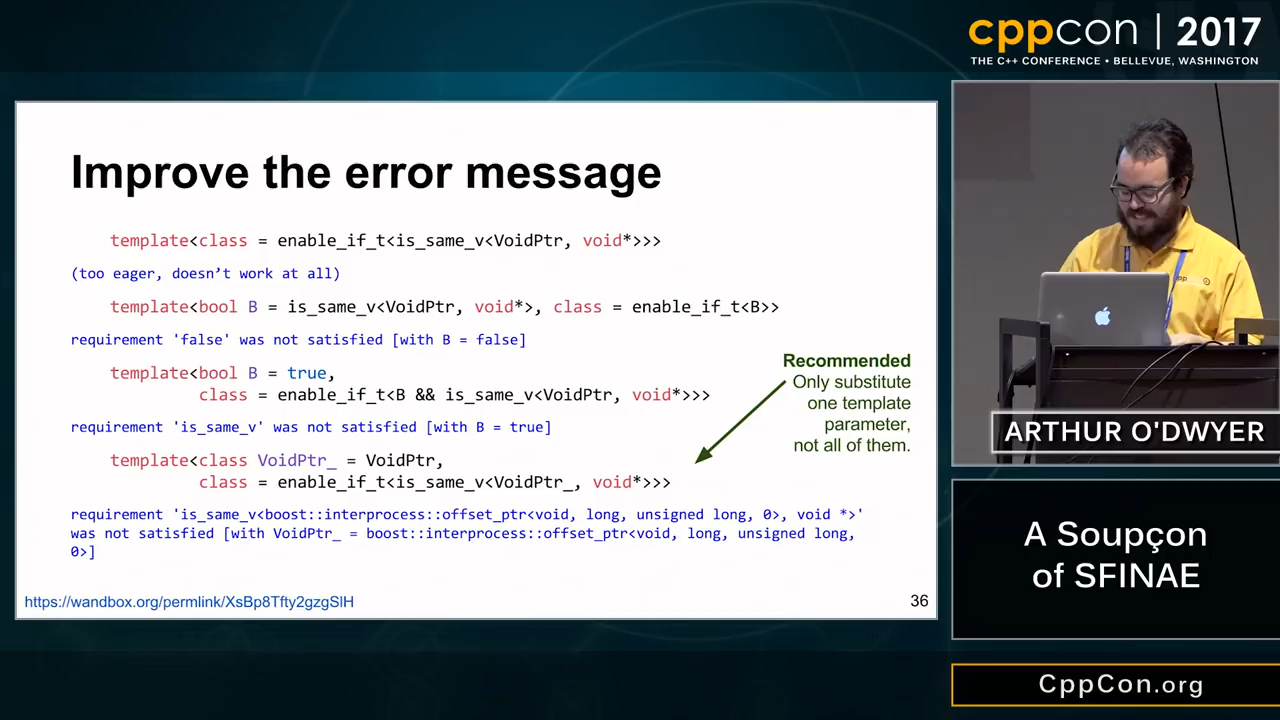 cppcon | 2017
THE C++ CONFERENCE • BELLEVUE, WASHINGTON
Improve the error message
template<class = enable_if_t<is_same_v<VoidPtr, void*>>>
(too eager, doesn't work at all)
template<bool B = is_same_v<VoidPtr, void*>, class = enable_if_t<B>>
requirement 'false' was not satisfied [with B = false]
template<bool B = true,
class = enable_if_t<B && is_same_v<VoidPtr, void*>>>
requirement 'is_same_v' was not satisfied [with B = true]
template<class VoidPtr_ = VoidPtr,
class = enable_if_t<is_same_v<VoidPtr_, void*>>>
requirement 'is_same_v<boost::interprocess::offset_ptr<void, long, unsigned long, 0>, void *>'
was not satisfied [with VoidPtr_ = boost::interprocess::offset_ptr<void, long, unsigned long,
0>]
Recommended
Only substitute
one template
parameter,
not all of them.
https://wandbox.org/permlink/XsBp8Tfty2gzgSlH
36
ARTHUR O'DWYER
A Soupçon
of SFINAE
CppCon.org